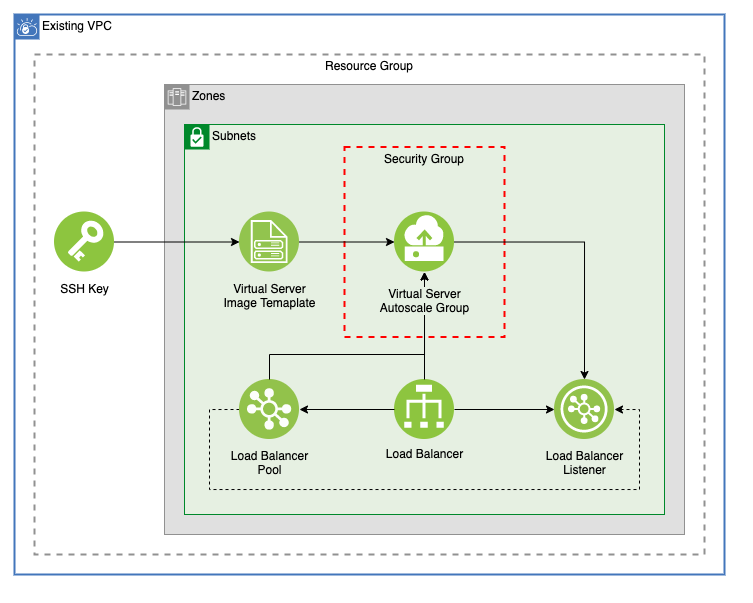 Existing VPC
Resource Group
Zones
Subnets
Security Group
SSH Key
Virtual Server
Image Temaplate
Virtual Server
Autoscale Group
Load Balancer
Pool
Load Balancer
Load Balancer
Listener